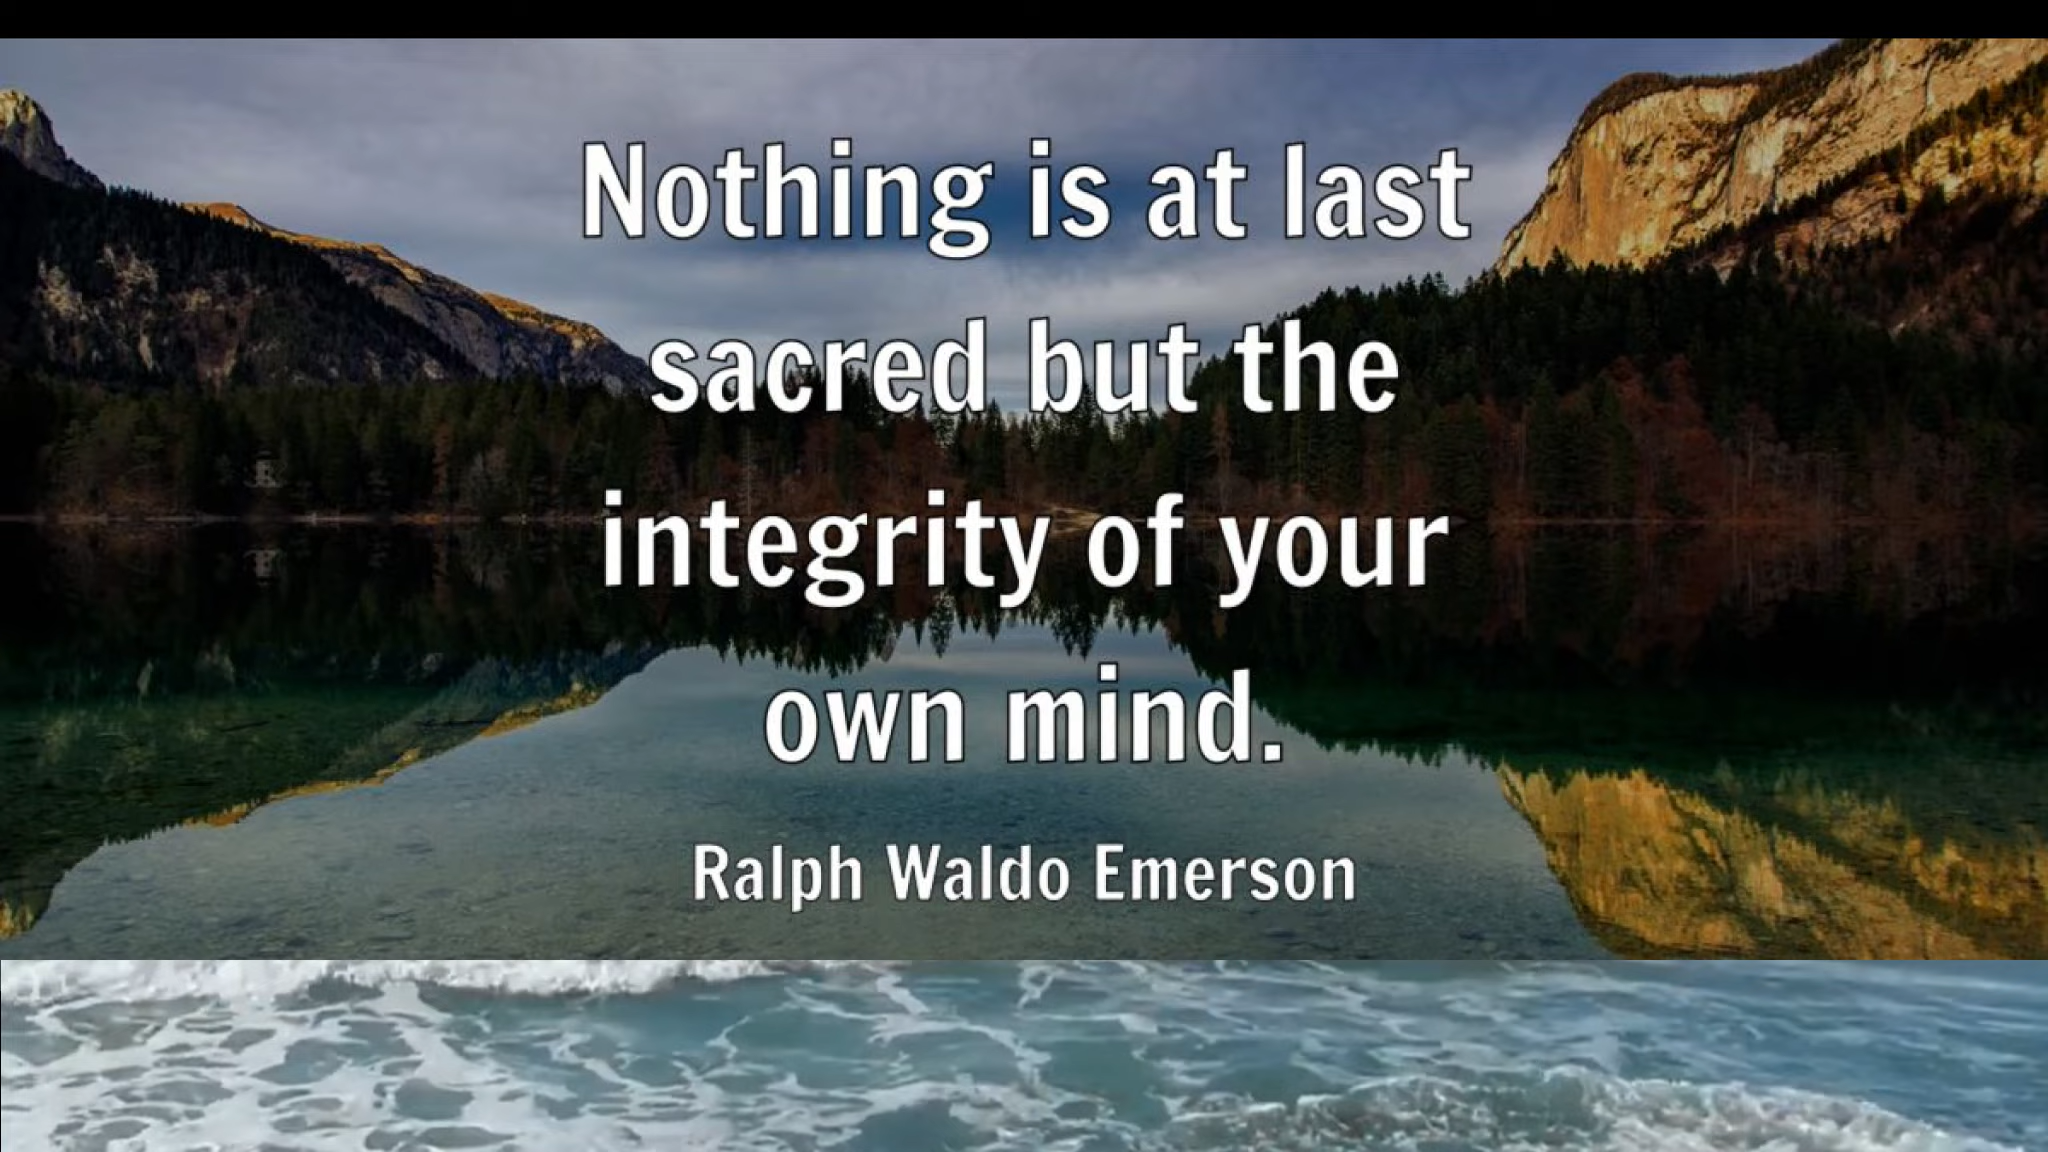 Nothing is at last
sacred but the
integrity of your
own mind.
Ralph Waldo Emerson